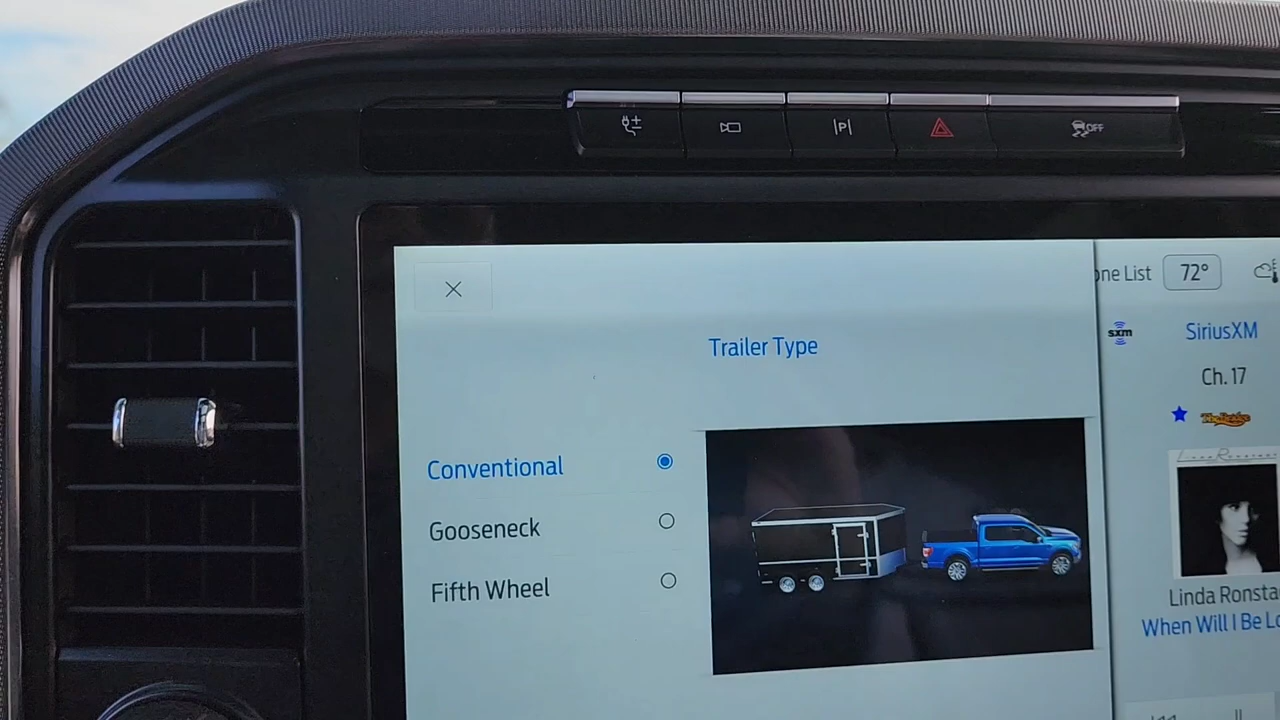 P
OFF
one List
72°
Trailer Type
sxm
SiriusXM
Ch. 17
Conventional
Gooseneck
Fifth Wheel
Linda Ronsta
When Will I Be Lo